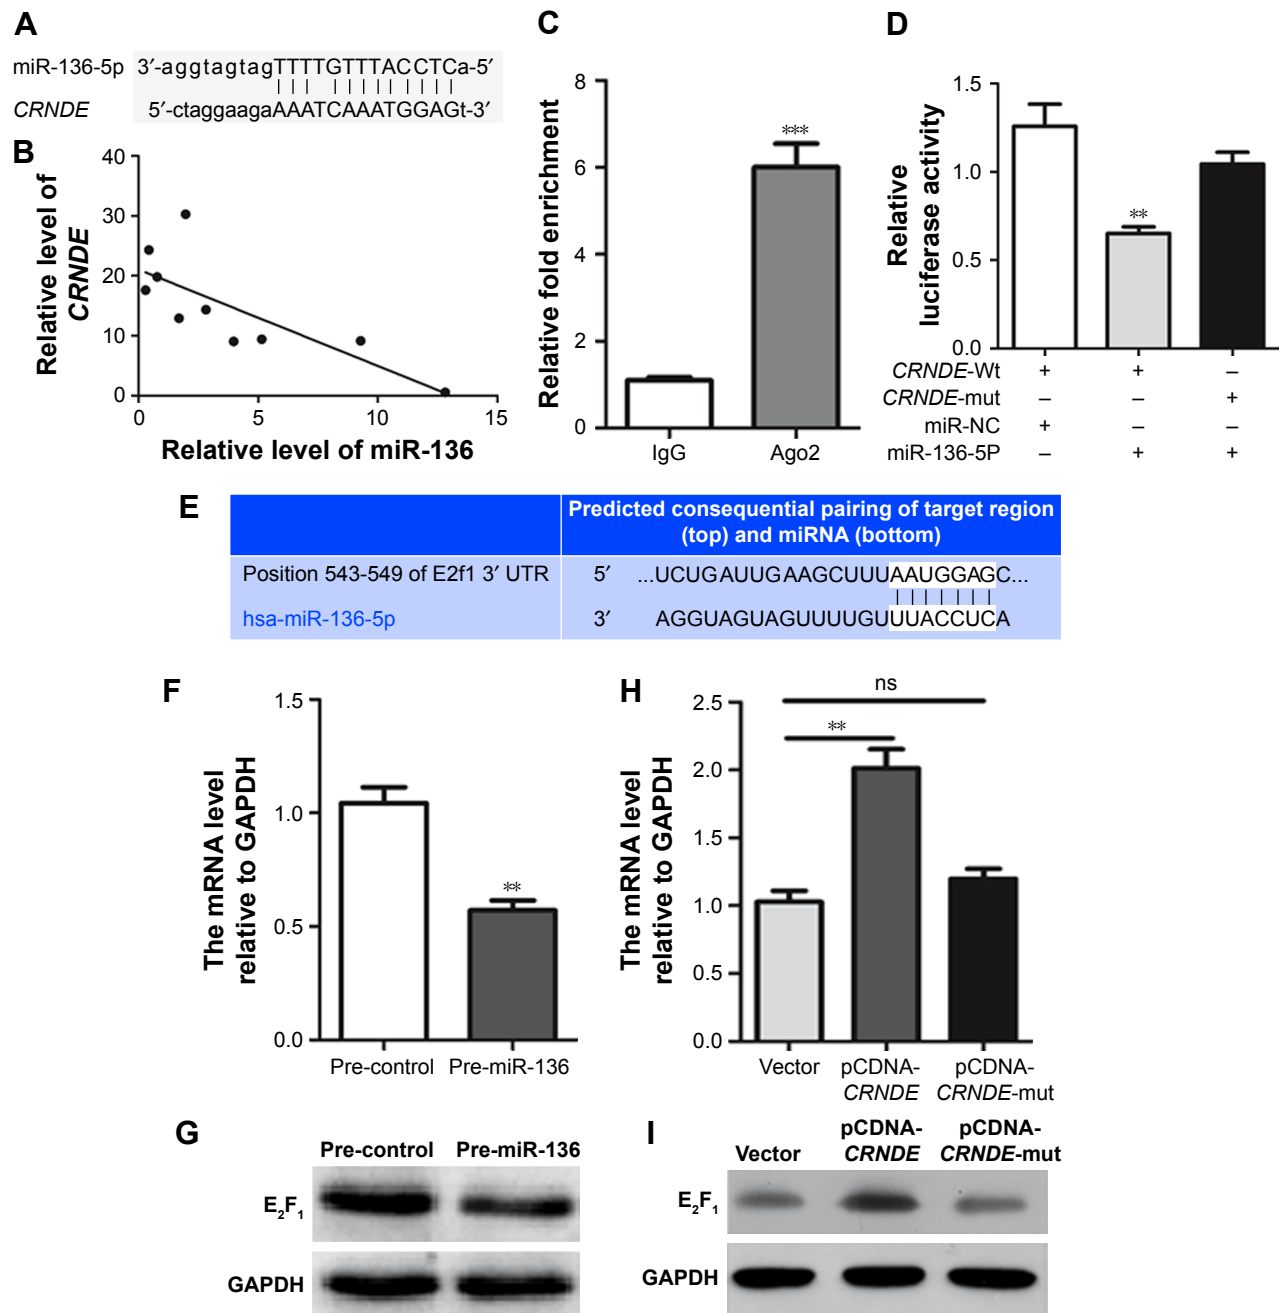 A
miR-136-5p 3′-aggtagtagTTTTGTTTACCTCa-5′
CRNDE 5′-ctaggaagaAAATCAAATGGAGt-3′
B
Relative level of
CRNDE
40
30
20
10
0
0 5 10 15
Relative level of miR-136
C
Relative fold enrichment
8
6
4
2
0
***
IgG Ago2
D
Relative
luciferase activity
1.5
1.0
0.5
0.0
**
CRNDE-Wt + + –
CRNDE-mut – – +
miR-NC + – –
miR-136-5P – + +
E
Predicted consequential pairing of target region
(top) and miRNA (bottom)
Position 543-549 of E2f1 3′ UTR 5′ ...UCUGAUUGAAGCUUUAAUGGAGC...
hsa-miR-136-5p 3′ AGGUAGUAGUUUUGUUUACCUCA
F
The mRNA level
relative to GAPDH
1.5
1.0
0.5
0.0
**
Pre-control Pre-miR-136
H
The mRNA level
relative to GAPDH
2.5
2.0
1.5
1.0
0.5
0.0
ns
**
Vector pCDNA- pCDNA-
CRNDE CRNDE-mut
G
Pre-control Pre-miR-136
E2F1
GAPDH
I
pCDNA- pCDNA-
Vector CRNDE CRNDE-mut
E2F1
GAPDH